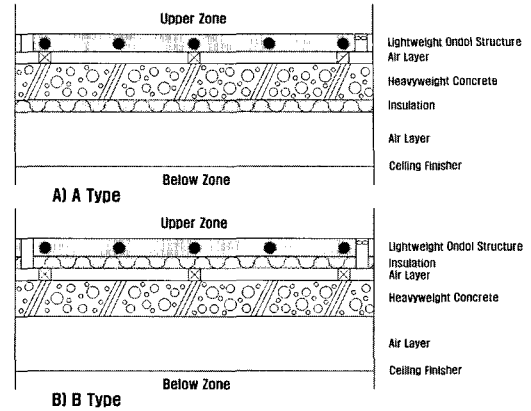 Upper Zone
Lightweight Ondol Structure
Air Layer
Heavyweight Concrete
Insulation
Air Layer
Ceiling Finisher
Below Zone
A) A Type
Upper Zone
Lightweight Ondol Structure
Insulation
Air Layer
Heavyweight Concrete
Air Layer
Ceiling Finisher
Below Zone
B) B Type